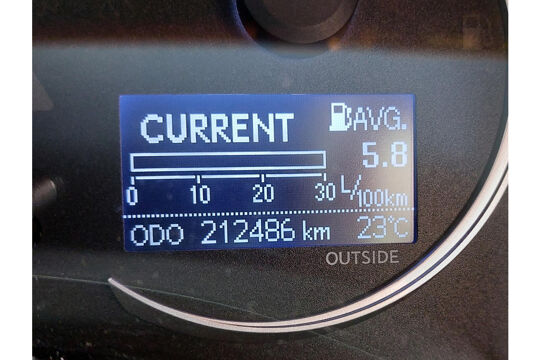 CURRENT AVG.
5.8
0 10 20 30 L/100km
ODO 212486 km 23°C
OUTSIDE